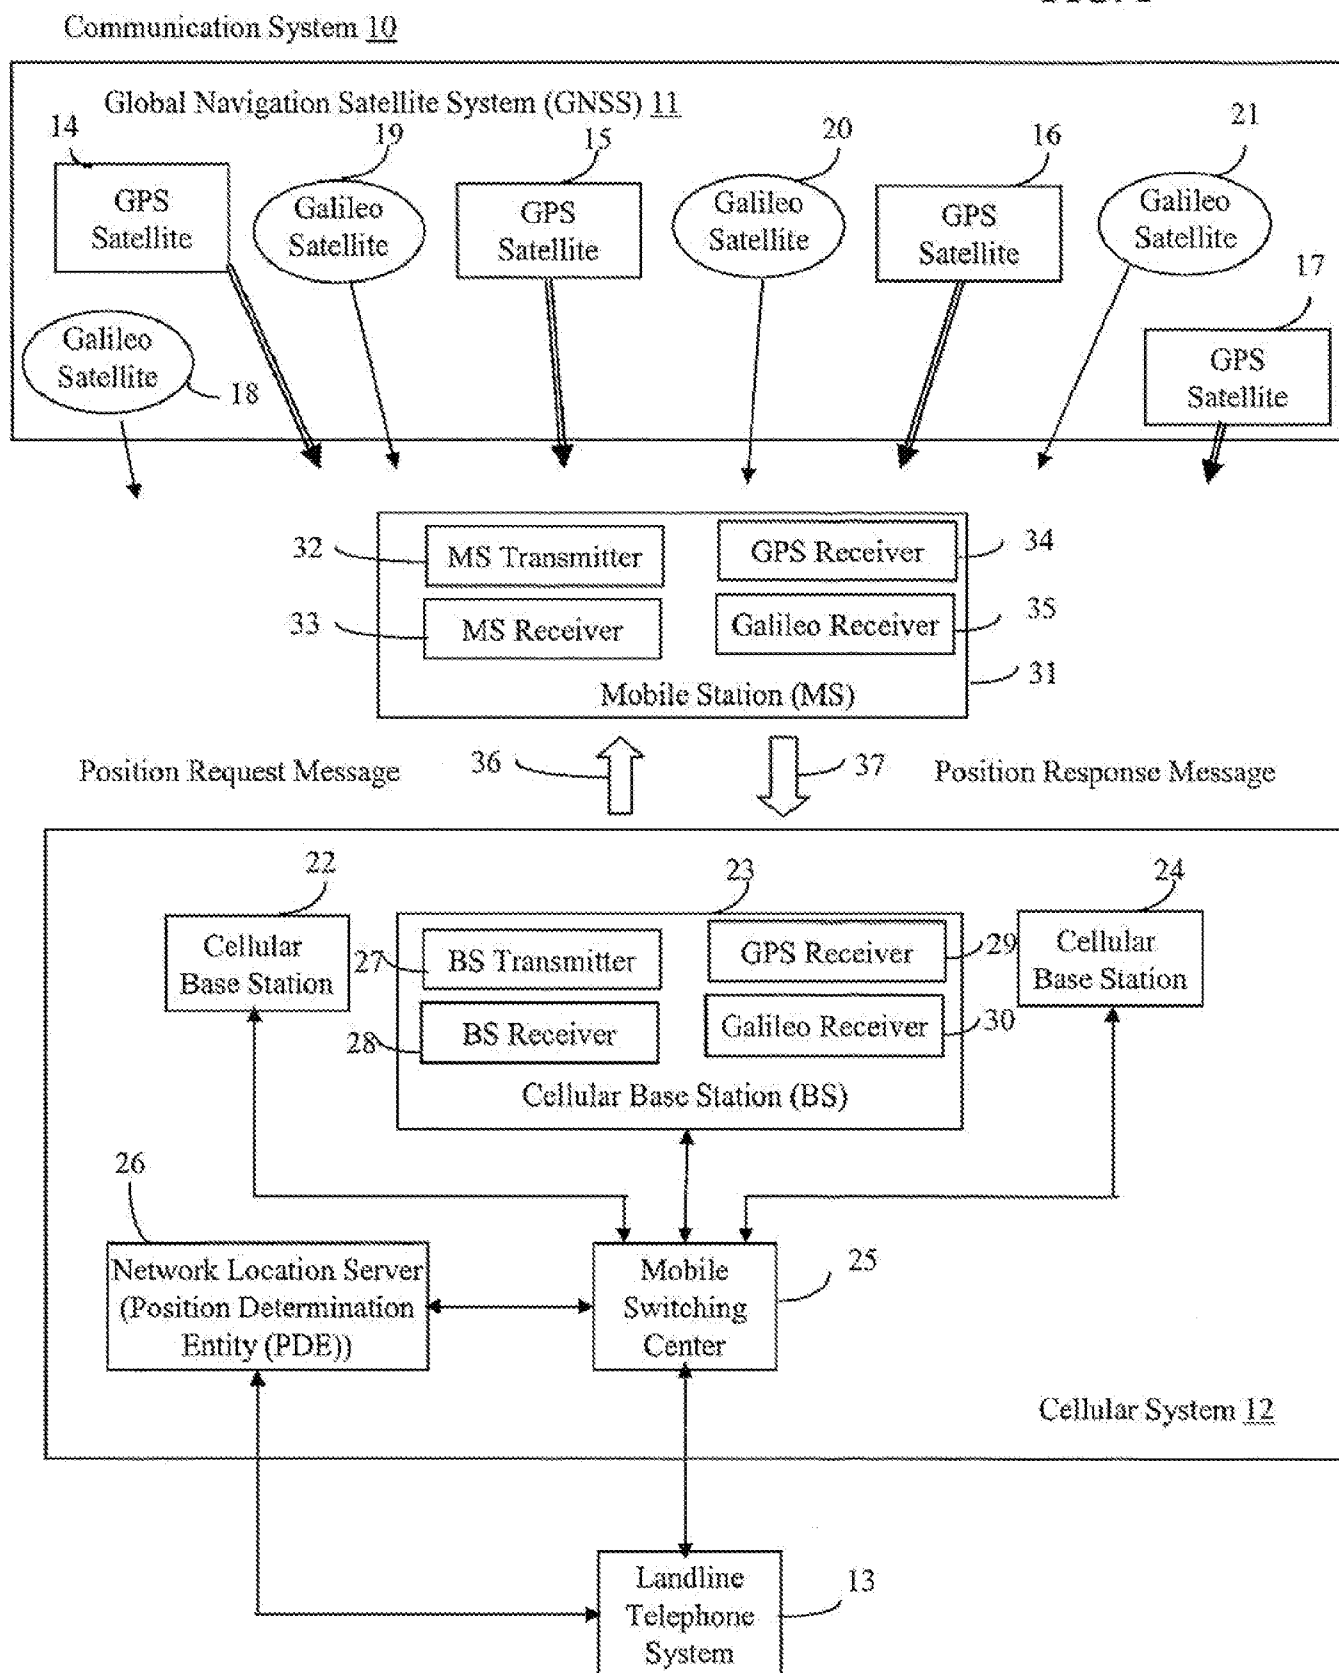 Communication System 10
Global Navigation Satellite System (GNSS) 11
14
19
15
20
16
21
GPS
Satellite
Galileo
Satellite
GPS
Satellite
Galileo
Satellite
GPS
Satellite
Galileo
Satellite
17
Galileo
Satellite
18
GPS
Satellite
32
MS Transmitter
GPS Receiver
34
33
MS Receiver
Galileo Receiver
35
Mobile Station (MS)
31
Position Request Message
36
37
Position Response Message
22
23
24
Cellular
Base Station
27
BS Transmitter
GPS Receiver
29
Cellular
Base Station
28
BS Receiver
Galileo Receiver
30
Cellular Base Station (BS)
26
Network Location Server
(Position Determination
Entity (PDE))
Mobile
Switching
Center
25
Cellular System 12
Landline
Telephone
System
13